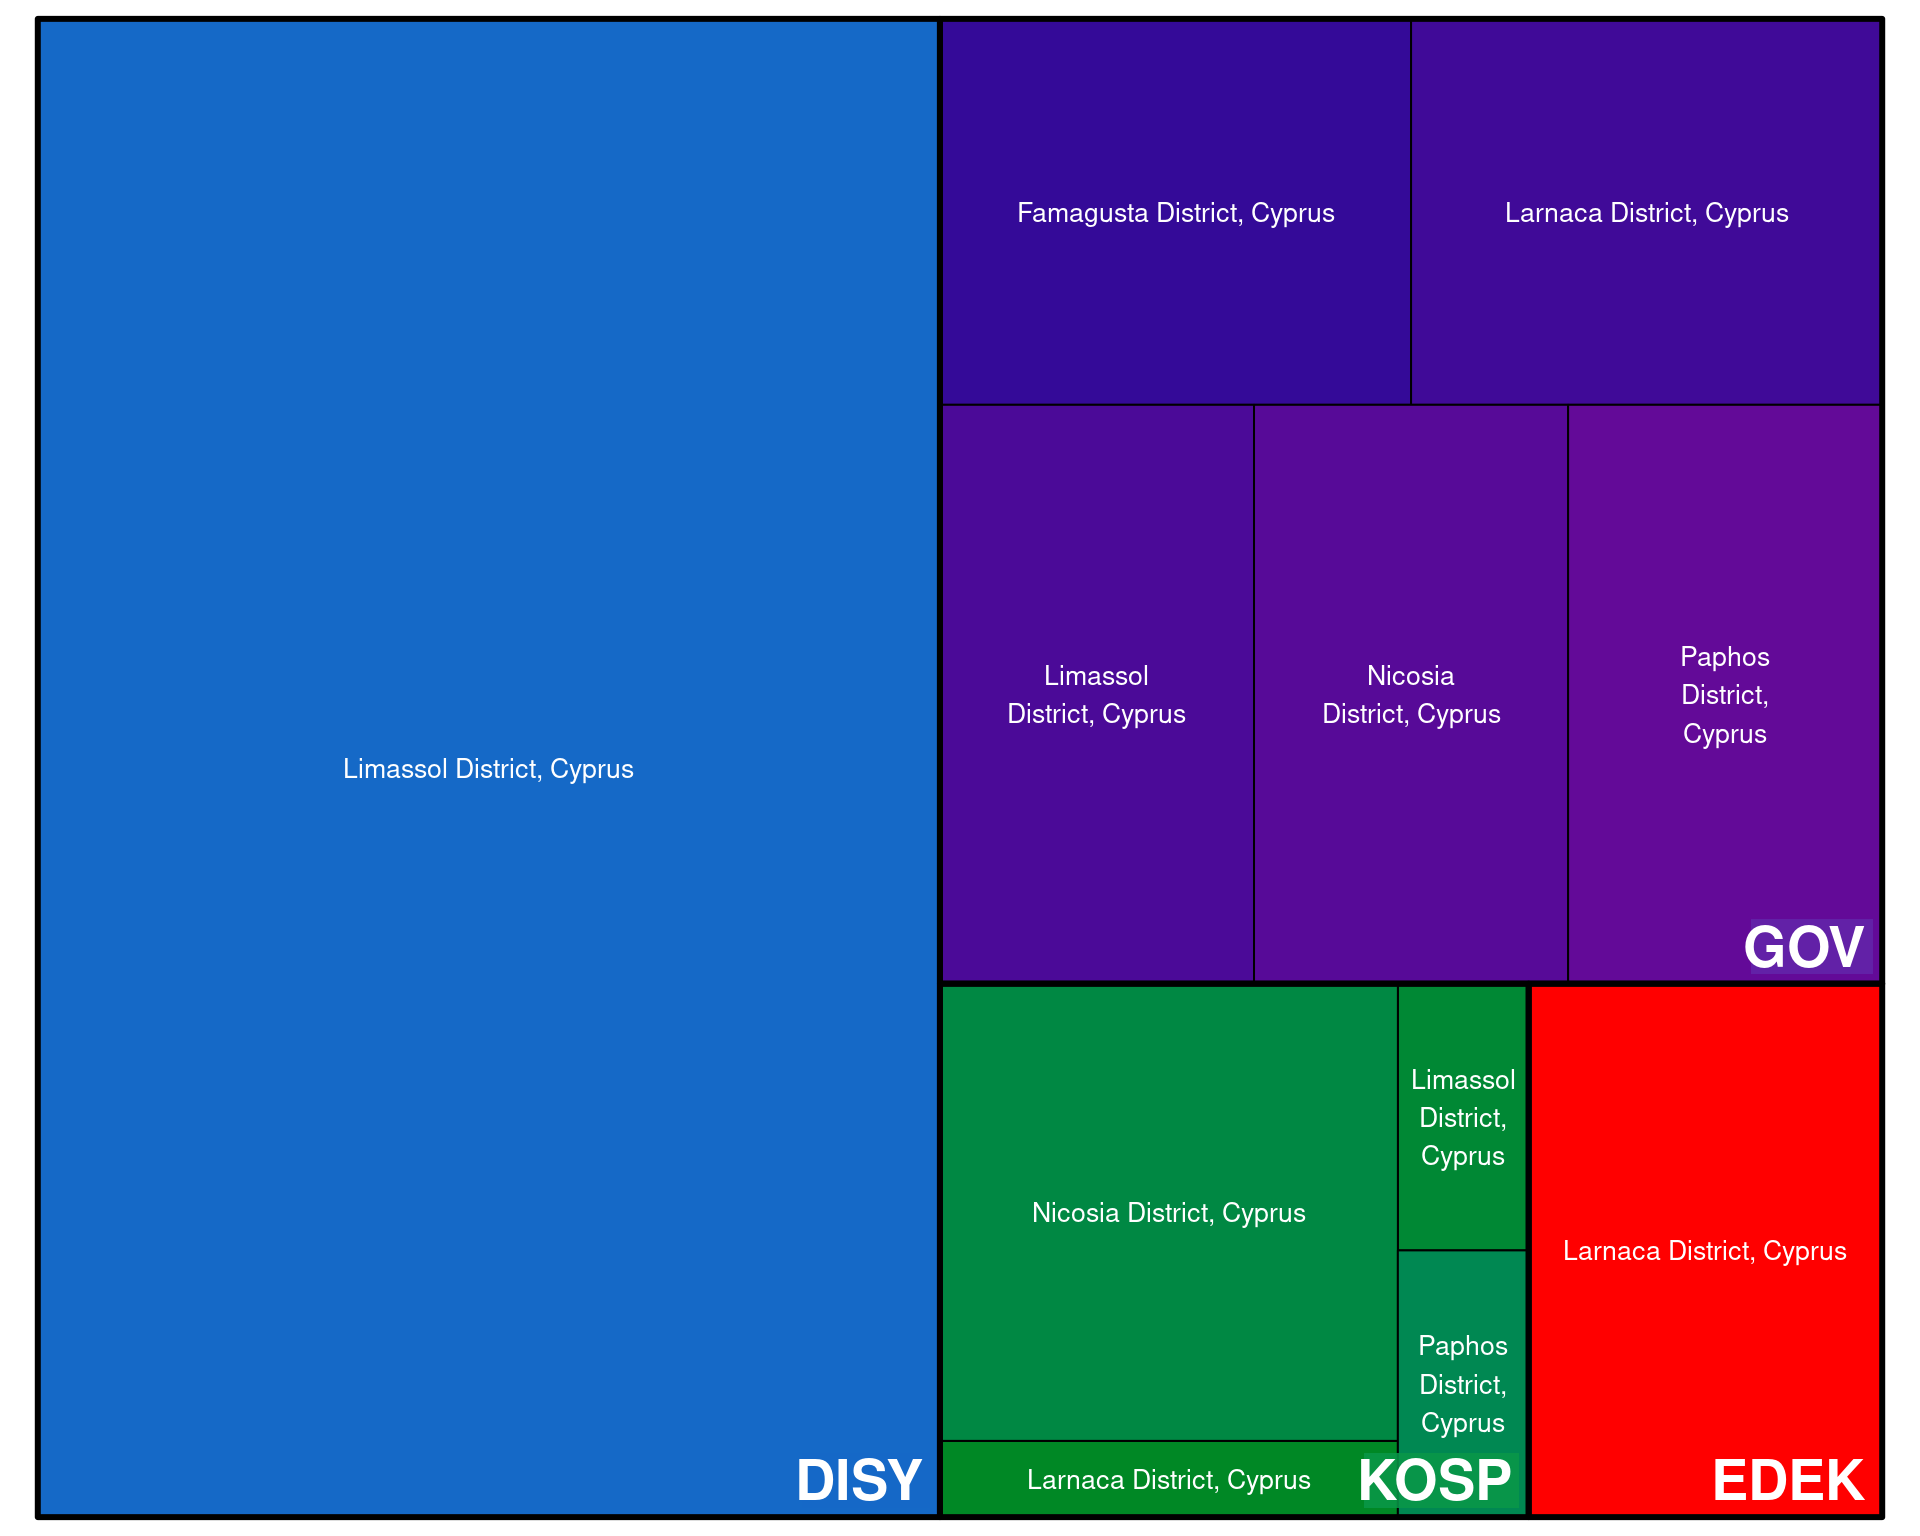 Limassol District, Cyprus
DISY
Famagusta District, Cyprus
Larnaca District, Cyprus
Limassol
District, Cyprus
Nicosia
District, Cyprus
Paphos
District,
Cyprus
GOV
Nicosia District, Cyprus
Limassol
District,
Cyprus
Paphos
District,
Cyprus
Larnaca District, Cyprus
KOSP
Larnaca District, Cyprus
EDEK